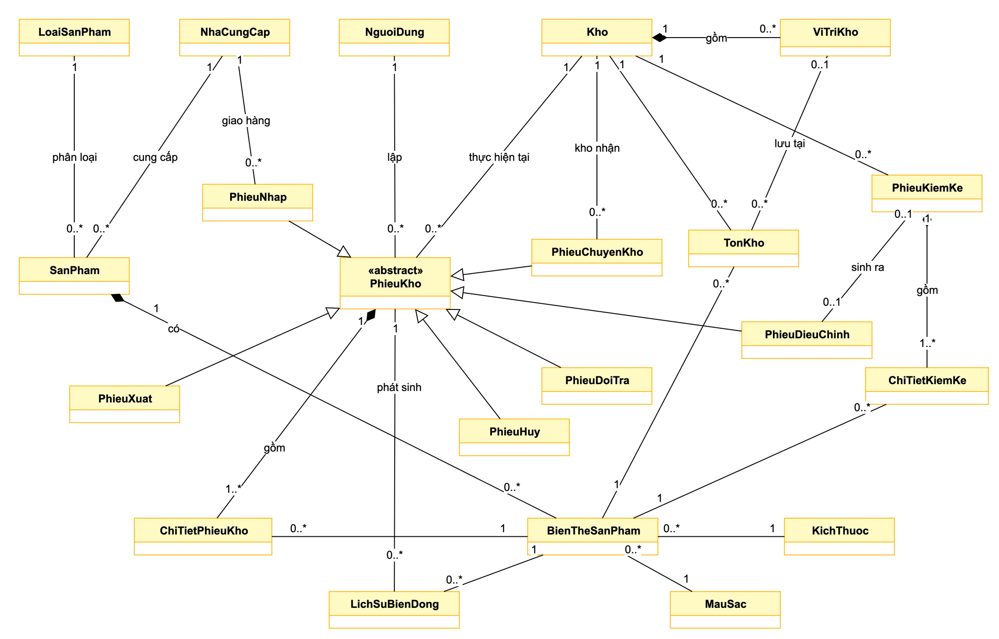 LoaiSanPham
NhaCungCap
NguoiDung
Kho
1
gồm
0..*
ViTriKho
1
1
1
1
1
1
1
1
0..1
giao hàng
phân loại
cung cấp
lập
thực hiện tại
kho nhận
lưu tại
0..*
0..*
PhieuNhap
PhieuKiemKe
0..*
0..*
0..*
0..*
0..*
0..*
0..*
0..1
1
SanPham
«abstract»
PhieuKho
PhieuChuyenKho
TonKho
sinh ra
0..*
gồm
1
có
1
1
0..1
PhieuDieuChinh
1..*
phát sinh
PhieuDoiTra
ChiTietKiemKe
PhieuXuat
0..*
PhieuHuy
gồm
1..*
0..*
1
1
ChiTietPhieuKho
0..*
1
BienTheSanPham
0..*
1
KichThuoc
0..*
1
0..*
0..*
1
LichSuBienDong
MauSac